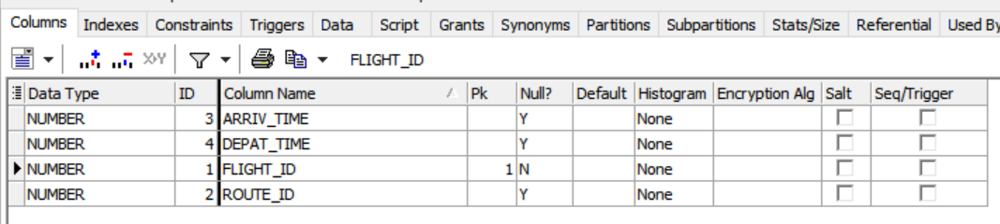 Columns Indexes Constraints Triggers Data Script Grants Synonyms Partitions Subpartitions Stats/Size Referential Used By
FLIGHT_ID
Data Type ID Column Name Pk Null? Default Histogram Encryption Alg Salt Seq/Trigger
NUMBER 3 ARRIV_TIME Y None
NUMBER 4 DEPAT_TIME Y None
NUMBER 1 FLIGHT_ID 1 N None
NUMBER 2 ROUTE_ID Y None